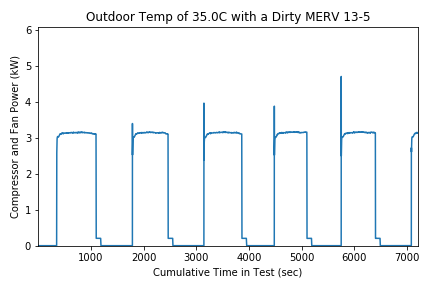 Outdoor Temp of 35.0C with a Dirty MERV 13-5
Compressor and Fan Power (kW)
6
5
4
3
2
1
0
1000 2000 3000 4000 5000 6000 7000
Cumulative Time in Test (sec)